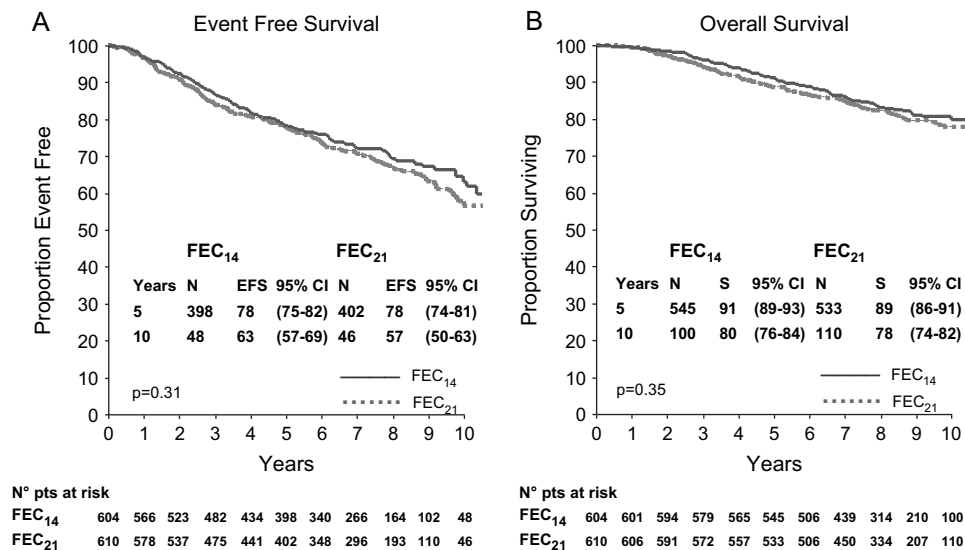 A Event Free Survival
Proportion Event Free
100
90
80
70
60
50
40
30
20
10
0
FEC14 FEC21
Years N EFS 95% CI N EFS 95% CI
5 398 78 (75-82) 402 78 (74-81)
10 48 63 (57-69) 46 57 (50-63)
p=0.31
FEC14
FEC21
0 1 2 3 4 5 6 7 8 9 10
Years
N° pts at risk
FEC14 604 566 523 482 434 398 340 266 164 102 48
FEC21 610 578 537 475 441 402 348 296 193 110 46
B Overall Survival
Proportion Surviving
100
90
80
70
60
50
40
30
20
10
0
FEC14 FEC21
Years N S 95% CI N S 95% CI
5 545 91 (89-93) 533 89 (86-91)
10 100 80 (76-84) 110 78 (74-82)
p=0.35
FEC14
FEC21
0 1 2 3 4 5 6 7 8 9 10
Years
N° pts at risk
FEC14 604 601 594 579 565 545 506 439 314 210 100
FEC21 610 606 591 572 557 533 506 450 334 207 110